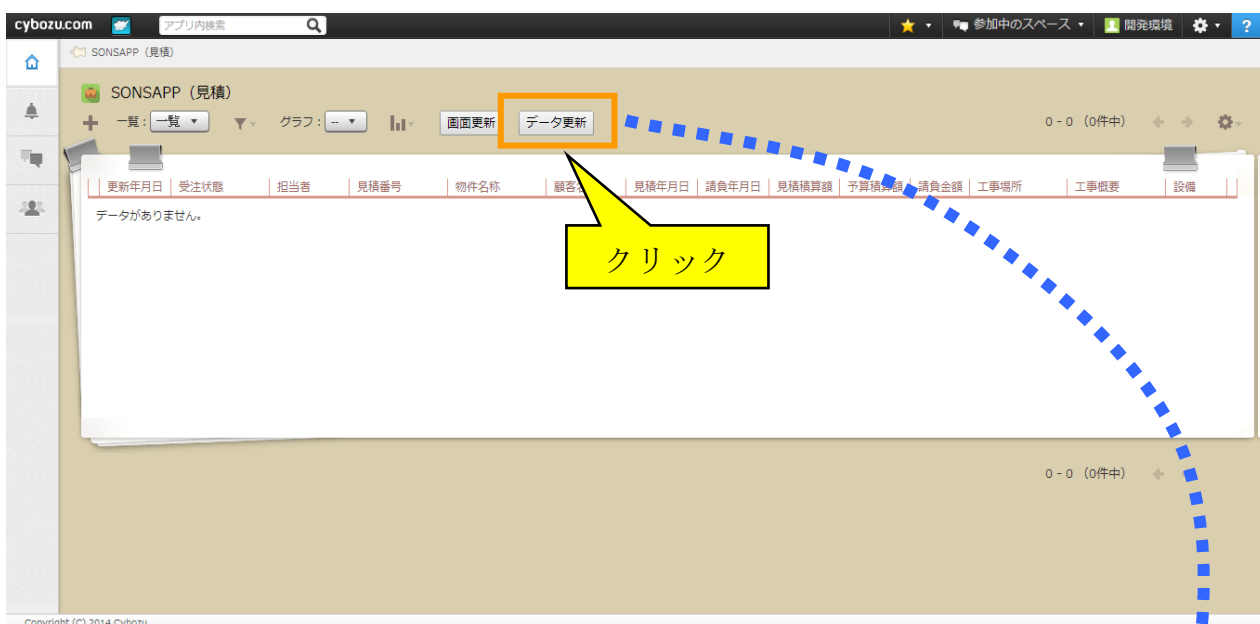 cybozu.com アプリ内検索 参加中のスペース 開発環境 ?
SONSAPP（見積）
SONSAPP（見積）
一覧： 一覧 グラフ： -- 画面更新 データ更新 0 - 0 （0件中）
更新年月日 受注状態 担当者 見積番号 物件名称 顧客 見積年月日 請負年月日 見積積算額 予算積算額 請負金額 工事場所 工事概要 設備
データがありません。
クリック
0 - 0 （0件中）
Copyright (C) 2014 Cybozu